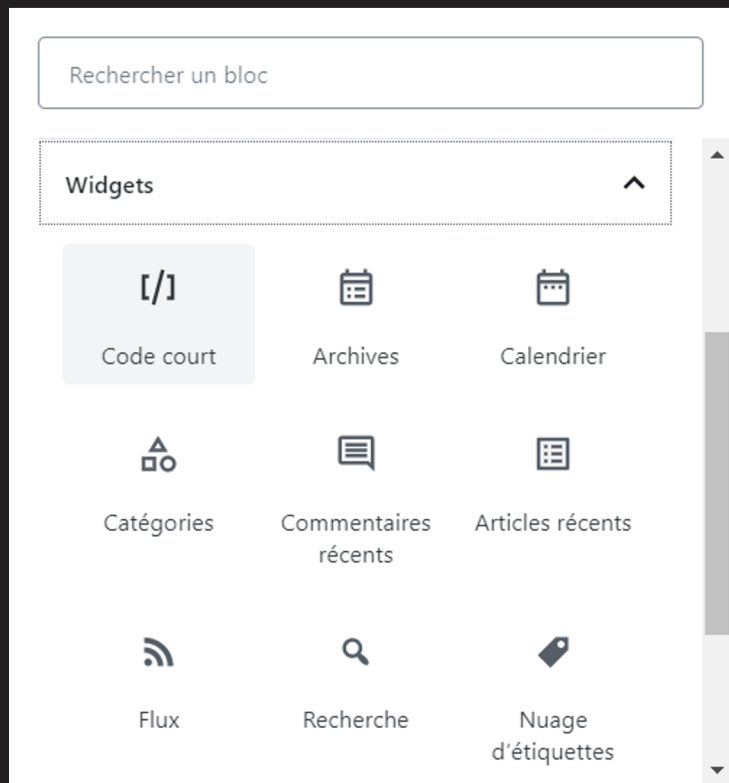 Rechercher un bloc
Widgets
[/]
Code court
Archives
Calendrier
Catégories
Commentaires
récents
Articles récents
Flux
Recherche
Nuage
d’étiquettes